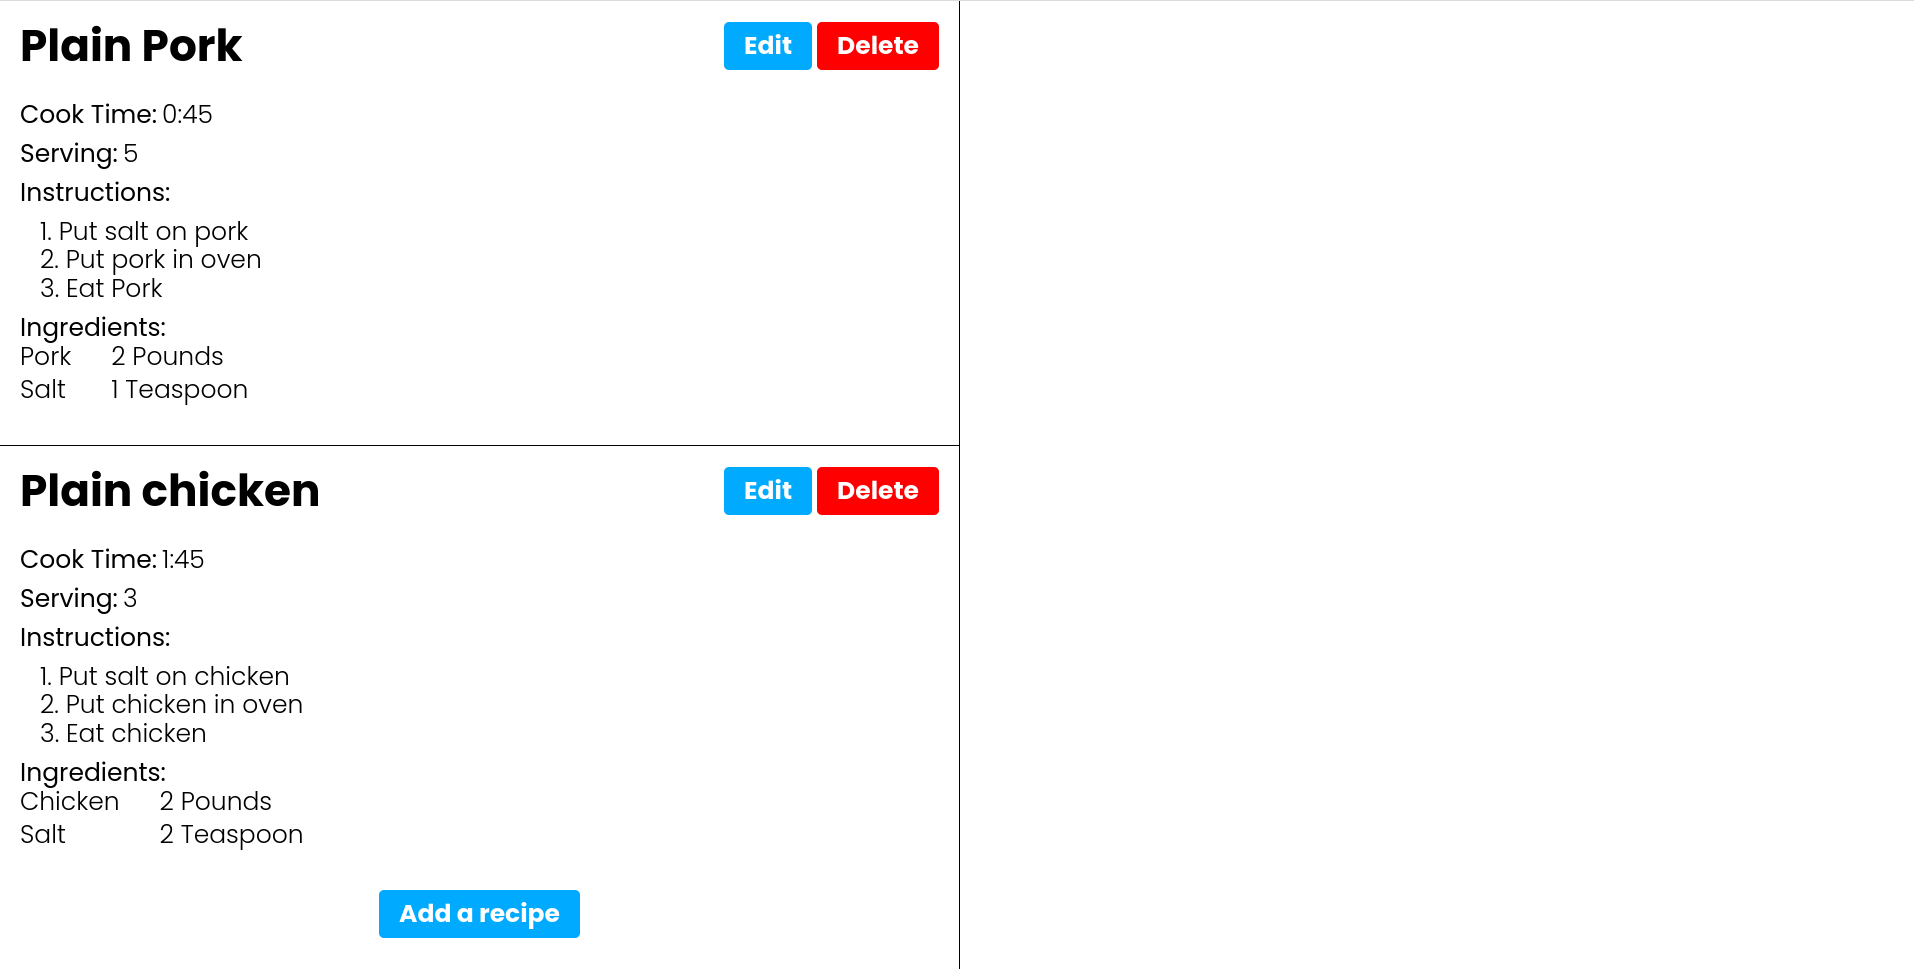 Plain Pork
Edit Delete
Cook Time: 0:45
Serving: 5
Instructions:
1. Put salt on pork
2. Put pork in oven
3. Eat Pork
Ingredients:
Pork 2 Pounds
Salt 1 Teaspoon
Plain chicken
Edit Delete
Cook Time: 1:45
Serving: 3
Instructions:
1. Put salt on chicken
2. Put chicken in oven
3. Eat chicken
Ingredients:
Chicken 2 Pounds
Salt 2 Teaspoon
Add a recipe